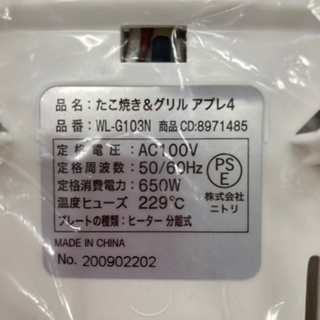 品 名：たこ焼き&グリル アプレ4
品 番：WL-G103N 商品CD:8971485
定 格 電 圧：AC100V
定格周波数：50/60Hz
定格消費電力：650W
温度ヒューズ：229℃
プレートの種類：ヒーター 分離式
PS
E
株式会社
ニトリ
MADE IN CHINA
No. 200902202